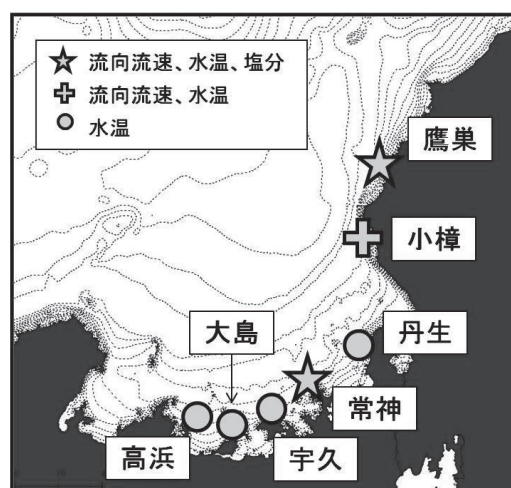 流向流速、水温、塩分
流向流速、水温
水温
鷹巣
小樟
大島
丹生
常神
高浜
宇久